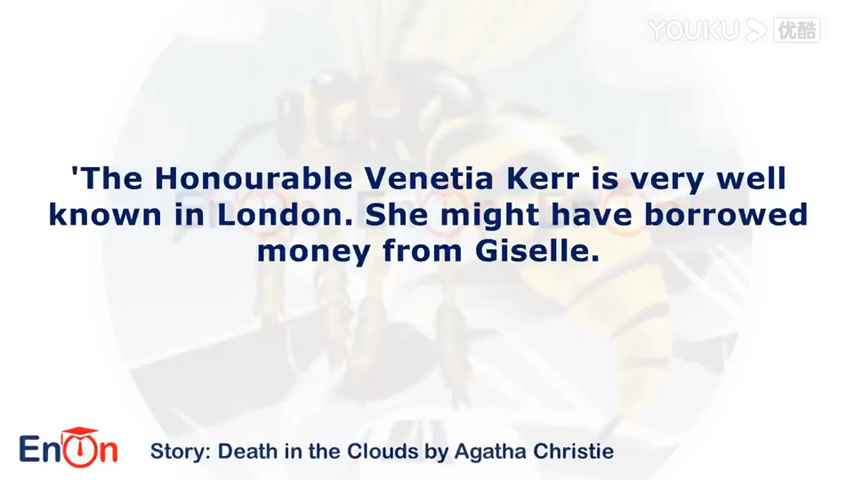 YOUKU 优酷
'The Honourable Venetia Kerr is very well
known in London. She might have borrowed
money from Giselle.
EnOn
Story: Death in the Clouds by Agatha Christie